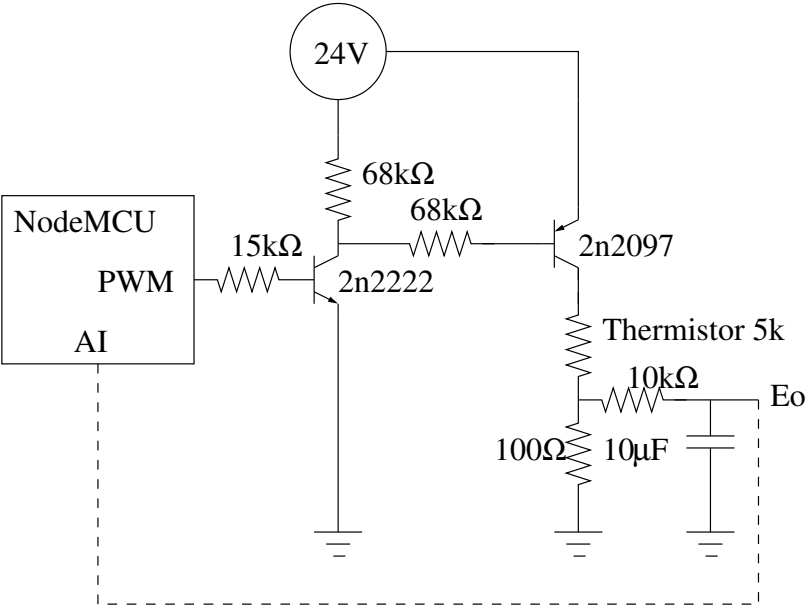 24V
68kΩ
68kΩ
NodeMCU
15kΩ
2n2097
PWM
2n2222
AI
Thermistor 5k
10kΩ
Eo
100Ω
10μF